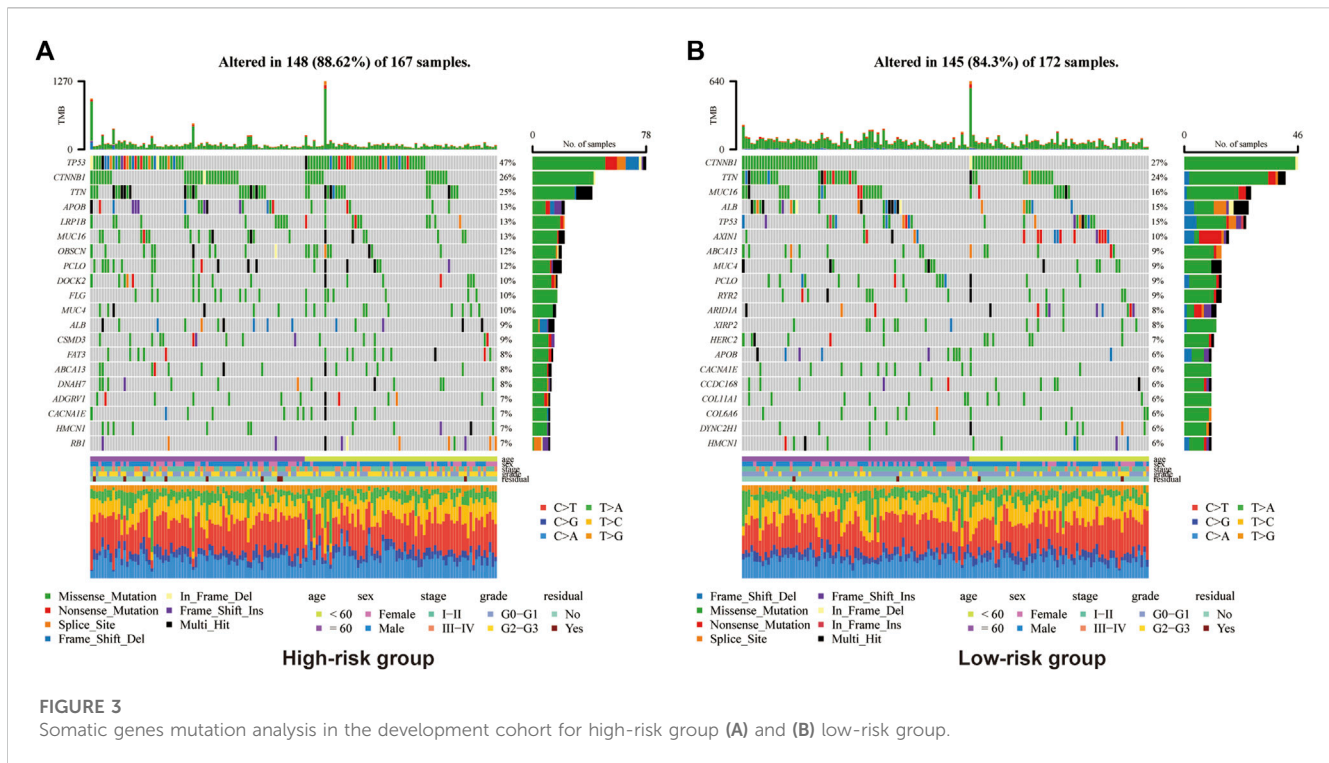 A
Altered in 148 (88.62%) of 167 samples.
1270
TMB
0
0
78
No. of samples
TP53 47%
CTNNB1 26%
TTN 25%
APOB 13%
LRP1B 13%
MUC16 13%
OBSCN 12%
PCLO 12%
DOCK2 10%
FLG 10%
MUC4 10%
ALB 9%
CSMD3 9%
FAT3 8%
ABCA13 8%
DNAH7 8%
ADGRV1 7%
CACNA1E 7%
HMCN1 7%
RB1 7%
age
sex
stage
grade
residual
C>T T>A
C>G T>C
C>A T>G
Missense_Mutation In_Frame_Del
Nonsense_Mutation Frame_Shift_Ins
Splice_Site Multi_Hit
Frame_Shift_Del
age sex stage grade residual
< 60 Female I−II G0−G1 No
= 60 Male III−IV G2−G3 Yes
High-risk group
B
Altered in 145 (84.3%) of 172 samples.
640
TMB
0
0
46
No. of samples
CTNNB1 27%
TTN 24%
MUC16 16%
ALB 15%
TP53 15%
AXIN1 10%
ABCA13 9%
MUC4 9%
PCLO 9%
RYR2 9%
ARID1A 8%
XIRP2 8%
HERC2 7%
APOB 6%
CACNA1E 6%
CCDC168 6%
COL11A1 6%
COL6A6 6%
DYNC2H1 6%
HMCN1 6%
age
sex
stage
grade
residual
C>T T>A
C>G T>C
C>A T>G
Frame_Shift_Del Frame_Shift_Ins
Missense_Mutation In_Frame_Del
Nonsense_Mutation In_Frame_Ins
Splice_Site Multi_Hit
age sex stage grade residual
< 60 Female I−II G0−G1 No
= 60 Male III−IV G2−G3 Yes
Low-risk group
FIGURE 3
Somatic genes mutation analysis in the development cohort for high-risk group (A) and (B) low-risk group.